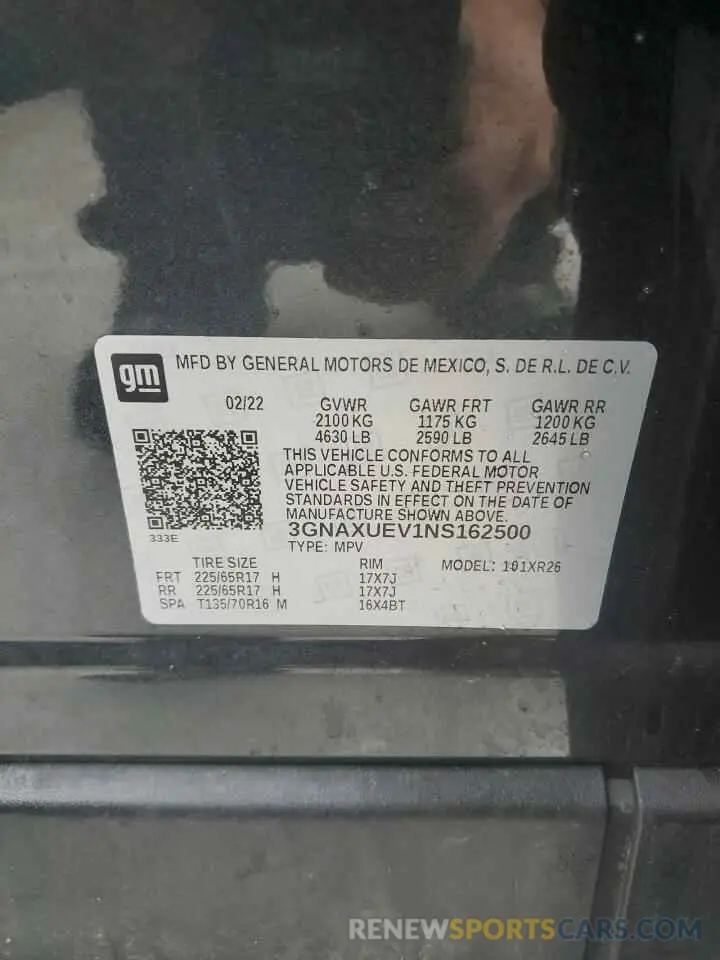 gm
MFD BY GENERAL MOTORS DE MEXICO, S. DE R.L. DE C.V.
02/22 GVWR GAWR FRT GAWR RR
2100 KG 1175 KG 1200 KG
4630 LB 2590 LB 2645 LB
THIS VEHICLE CONFORMS TO ALL
APPLICABLE U.S. FEDERAL MOTOR
VEHICLE SAFETY AND THEFT PREVENTION
STANDARDS IN EFFECT ON THE DATE OF
MANUFACTURE SHOWN ABOVE.
333E
3GNAXUEV1NS162500
TYPE: MPV
TIRE SIZE RIM MODEL: 101XR26
FRT 225/65R17 H 17X7J
RR 225/65R17 H 17X7J
SPA T135/70R16 M 16X4BT
RENEWSPORTSCARS.COM